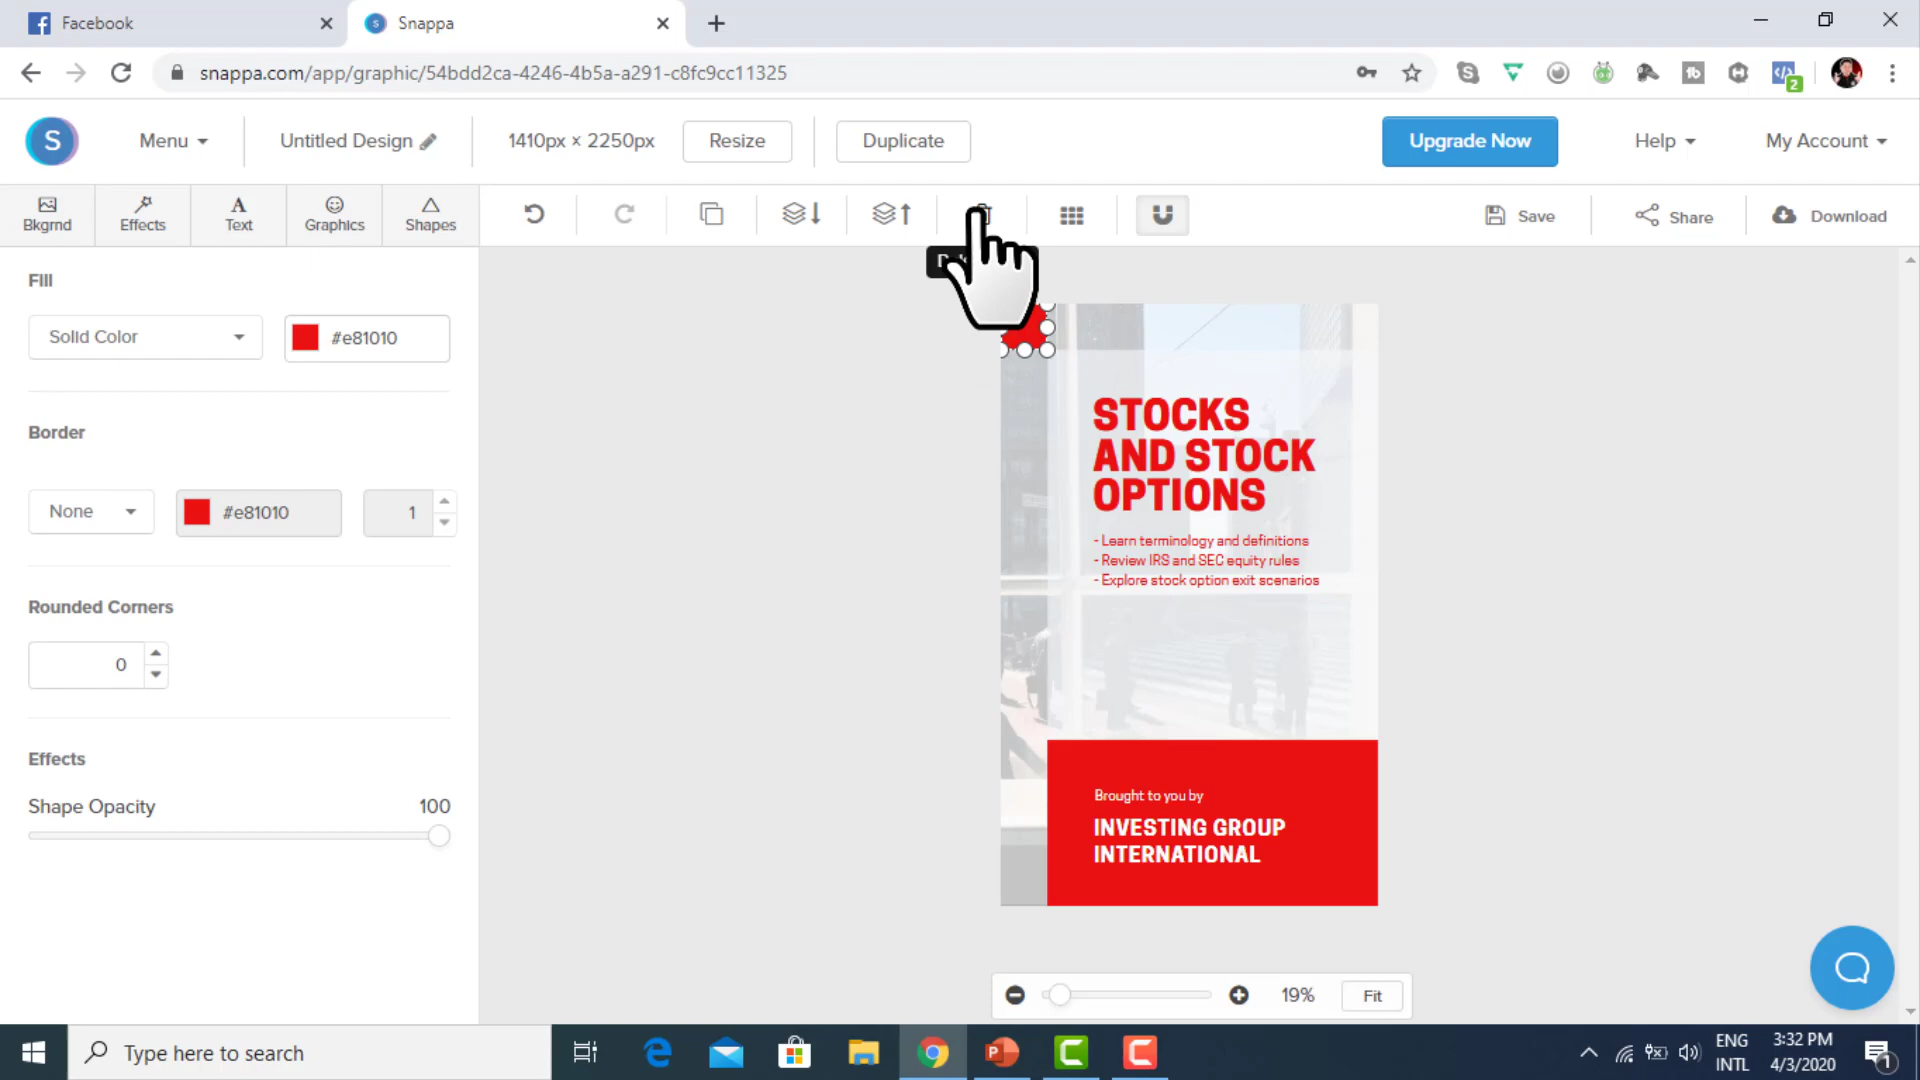 Facebook
Snappa
snappa.com/app/graphic/54bdd2ca-4246-4b5a-a291-c8fc9cc11325
2
S
Menu
Untitled Design
1410px × 2250px
Resize
Duplicate
Upgrade Now
Help
My Account
Bkgrnd
Effects
Text
Graphics
Shapes
Save
Share
Download
Fill
Solid Color
#e81010
Border
None
#e81010
1
Rounded Corners
0
Effects
Shape Opacity
100
STOCKS
AND STOCK
OPTIONS
- Learn terminology and definitions
- Review IRS and SEC equity rules
- Explore stock option exit scenarios
Brought to you by
INVESTING GROUP
INTERNATIONAL
19%
Fit
Type here to search
ENG
INTL
3:32 PM
4/3/2020
1